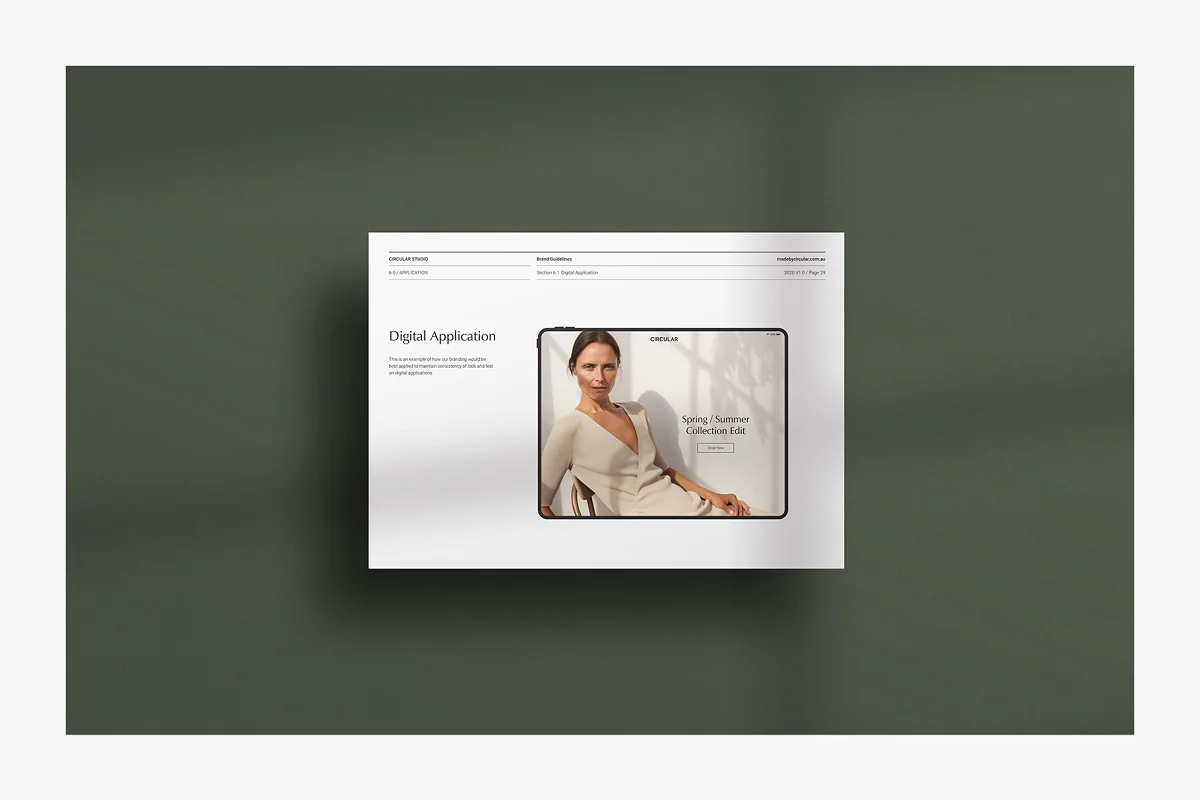 CIRCULAR STUDIO
Brand Guidelines
madebycircular.com.au
6.0 / APPLICATION
Section 6.1: Digital Application
2020 V1.0 / Page 29
Digital Application
This is an example of how our branding would be
best applied to maintain consistency of look and feel
on digital applications.
CIRCULAR
Spring / Summer
Collection Edit
Shop Now